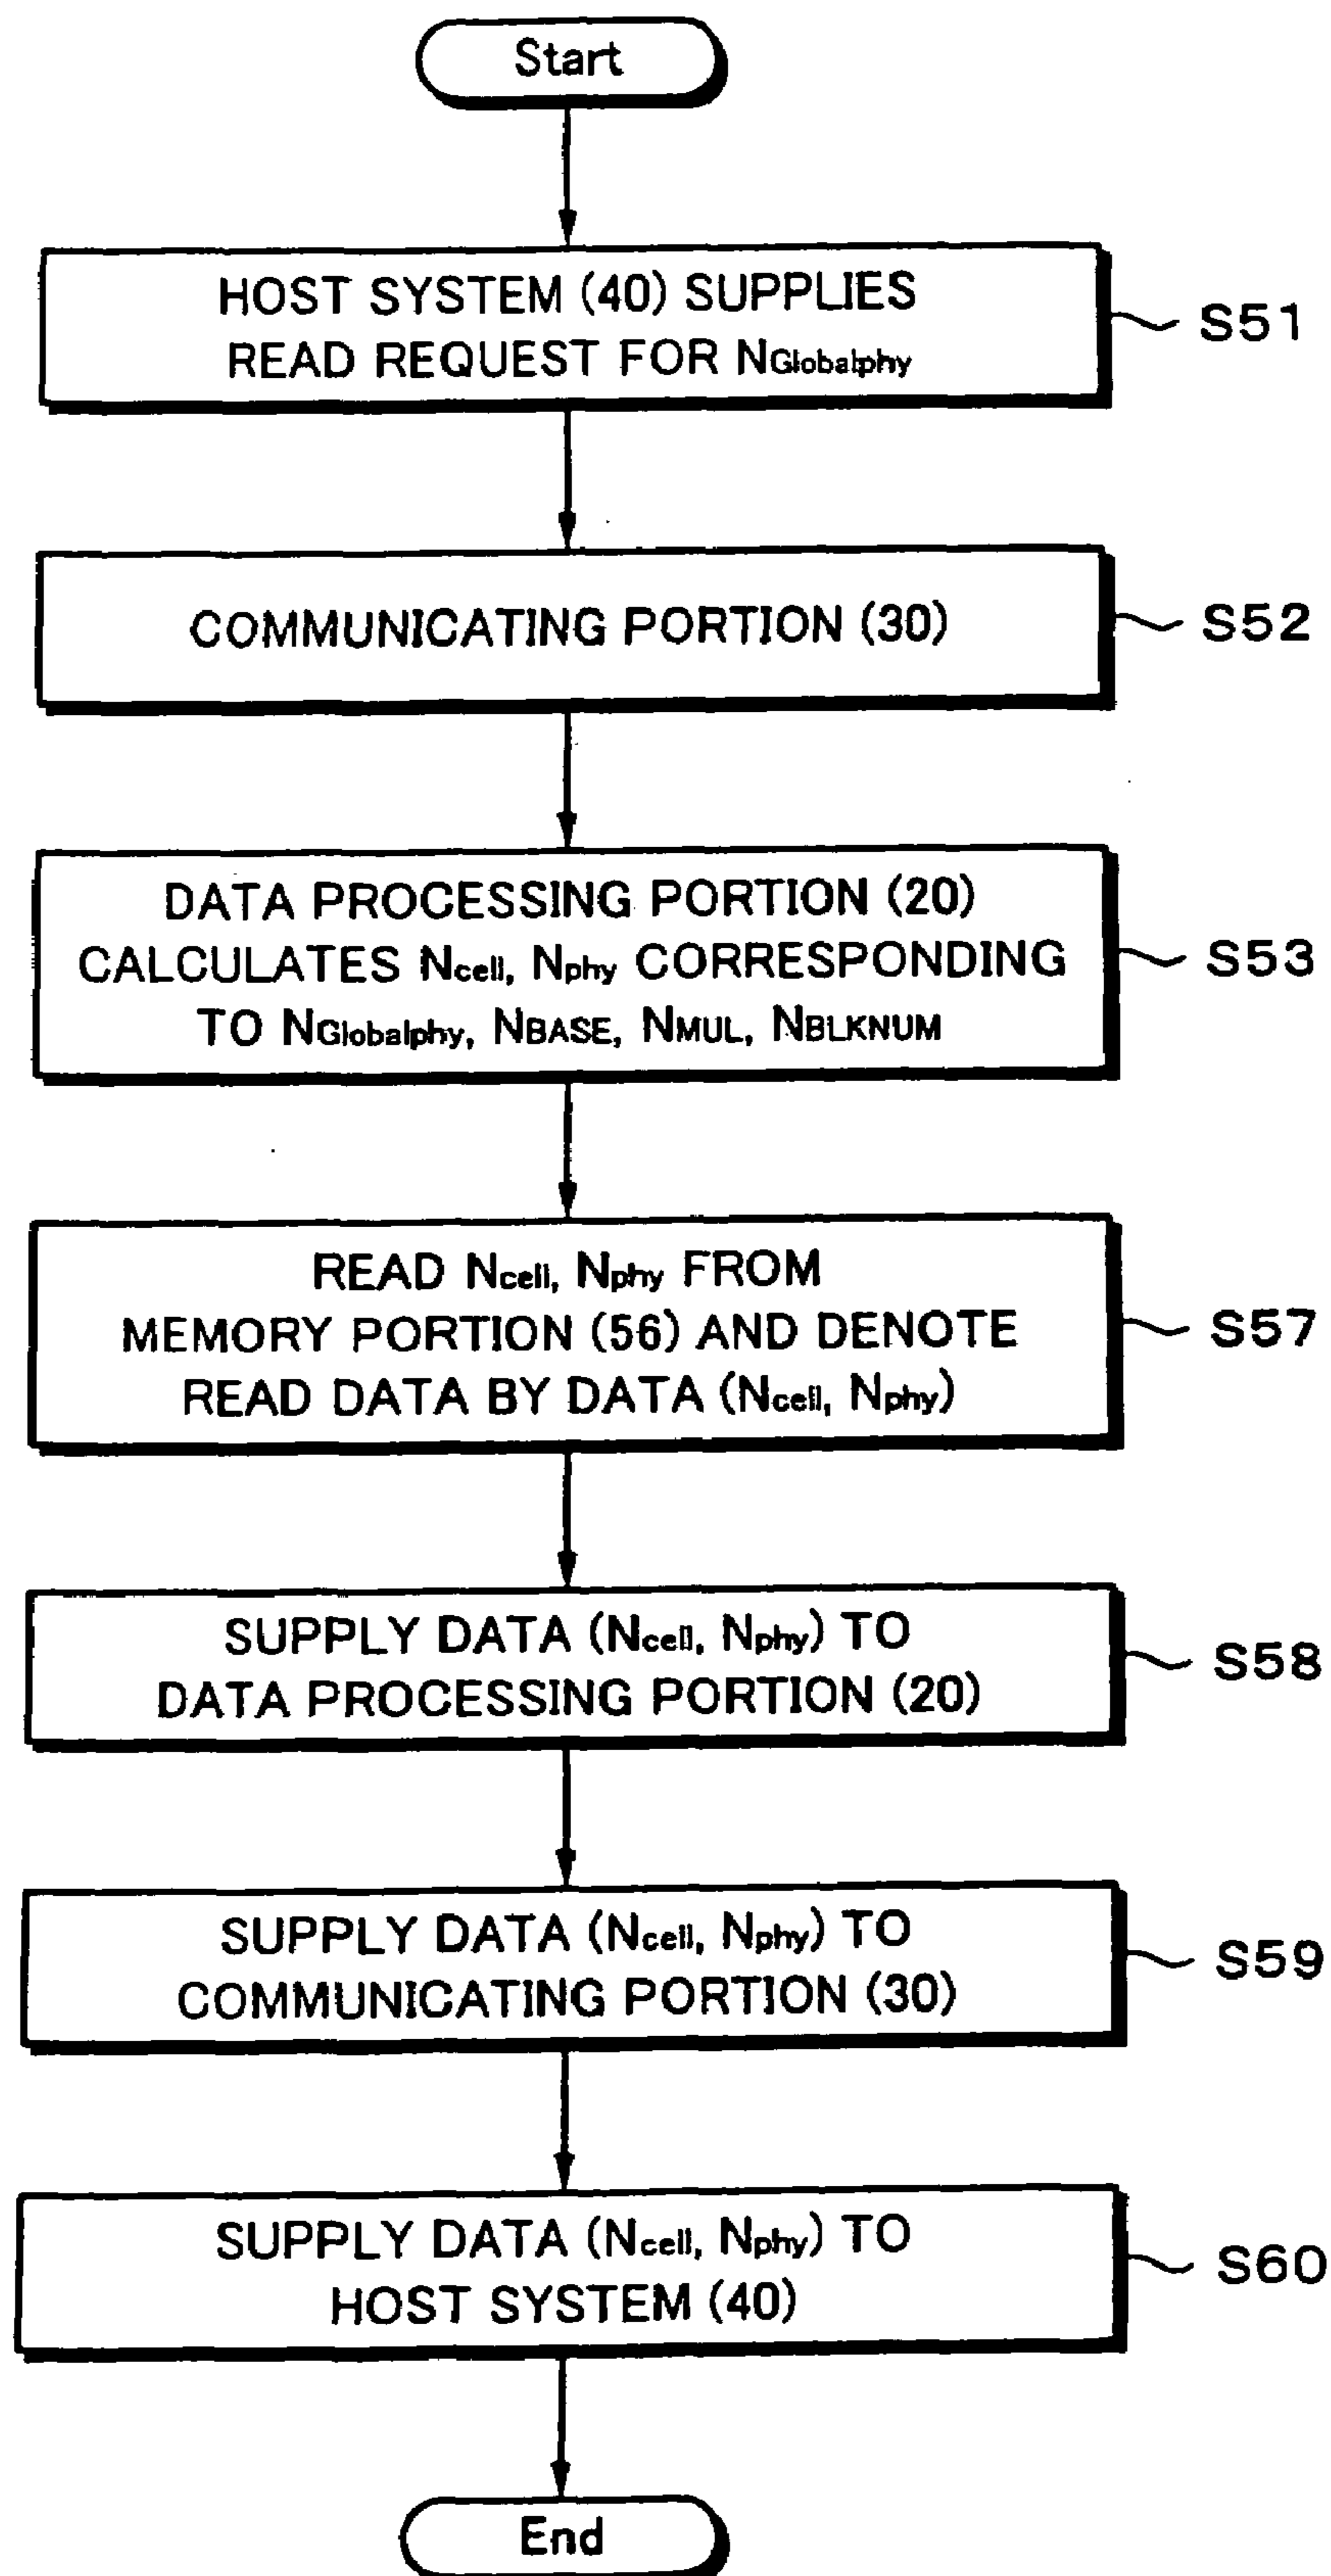 Start
HOST SYSTEM (40) SUPPLIES
READ REQUEST FOR NGlobalphy
S51
COMMUNICATING PORTION (30)
S52
DATA PROCESSING PORTION (20)
CALCULATES Ncell, Nphy CORRESPONDING
TO NGlobalphy, NBASE, NMUL, NBLKNUM
S53
READ Ncell, Nphy FROM
MEMORY PORTION (56) AND DENOTE
READ DATA BY DATA (Ncell, Nphy)
S57
SUPPLY DATA (Ncell, Nphy) TO
DATA PROCESSING PORTION (20)
S58
SUPPLY DATA (Ncell, Nphy) TO
COMMUNICATING PORTION (30)
S59
SUPPLY DATA (Ncell, Nphy) TO
HOST SYSTEM (40)
S60
End